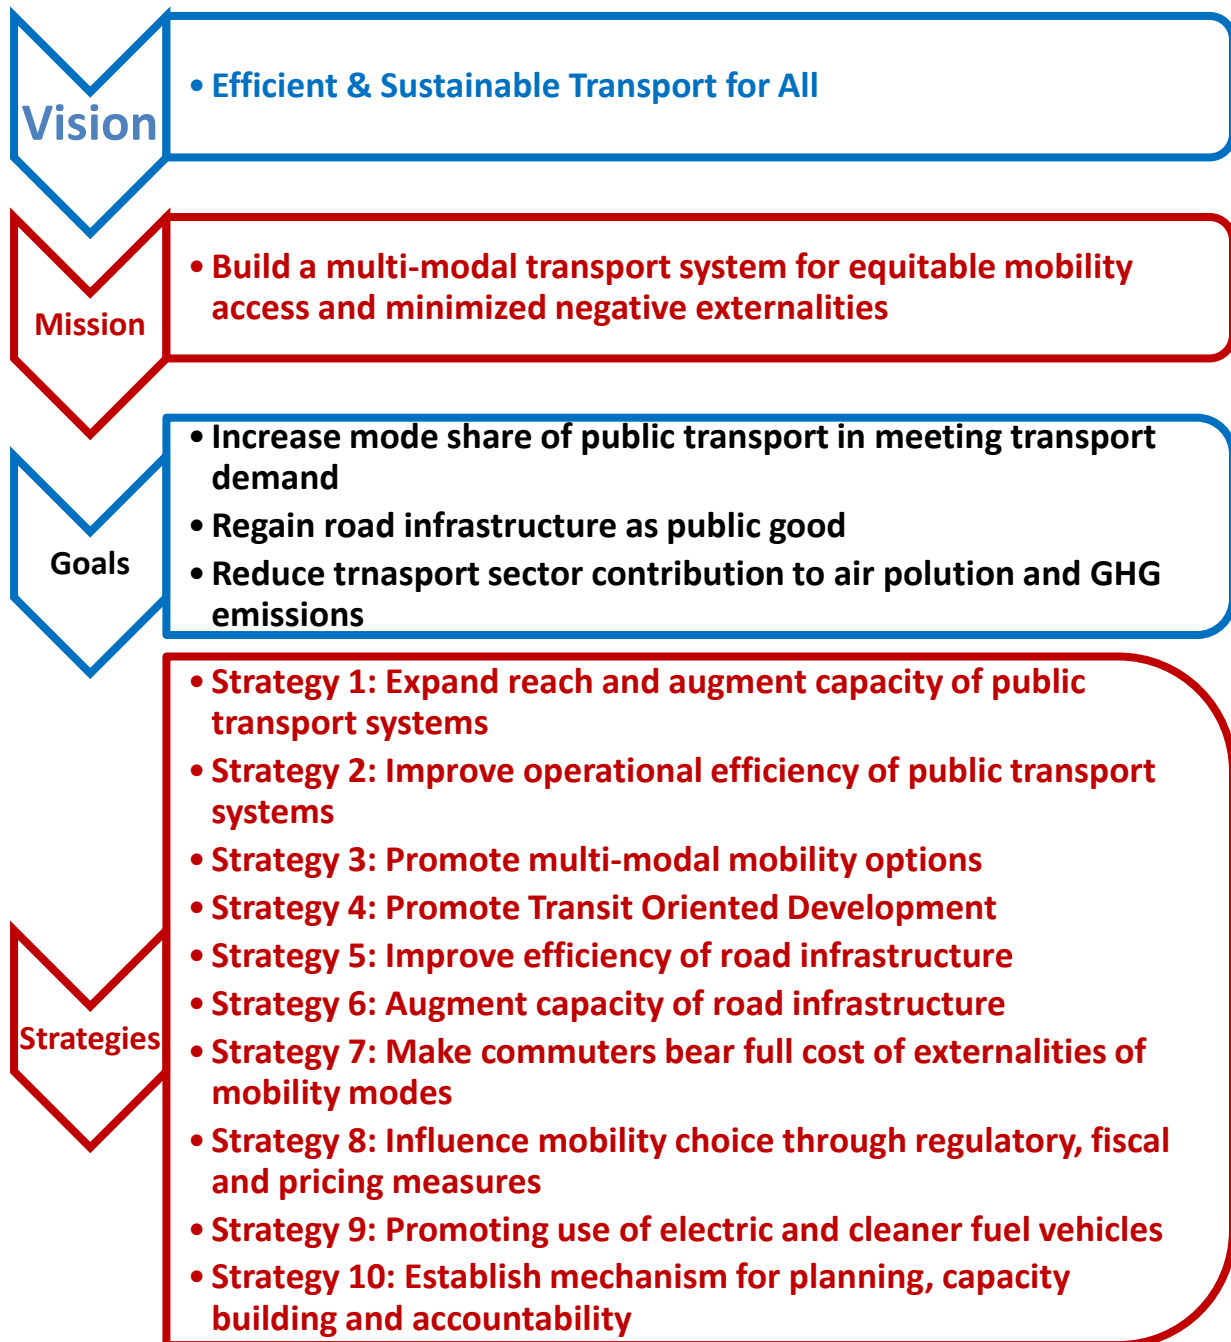 Vision
• Efficient & Sustainable Transport for All
Mission
• Build a multi-modal transport system for equitable mobility
access and minimized negative externalities
Goals
• Increase mode share of public transport in meeting transport
demand
• Regain road infrastructure as public good
• Reduce trnasport sector contribution to air polution and GHG
emissions
Strategies
• Strategy 1: Expand reach and augment capacity of public
transport systems
• Strategy 2: Improve operational efficiency of public transport
systems
• Strategy 3: Promote multi-modal mobility options
• Strategy 4: Promote Transit Oriented Development
• Strategy 5: Improve efficiency of road infrastructure
• Strategy 6: Augment capacity of road infrastructure
• Strategy 7: Make commuters bear full cost of externalities of
mobility modes
• Strategy 8: Influence mobility choice through regulatory, fiscal
and pricing measures
• Strategy 9: Promoting use of electric and cleaner fuel vehicles
• Strategy 10: Establish mechanism for planning, capacity
building and accountability